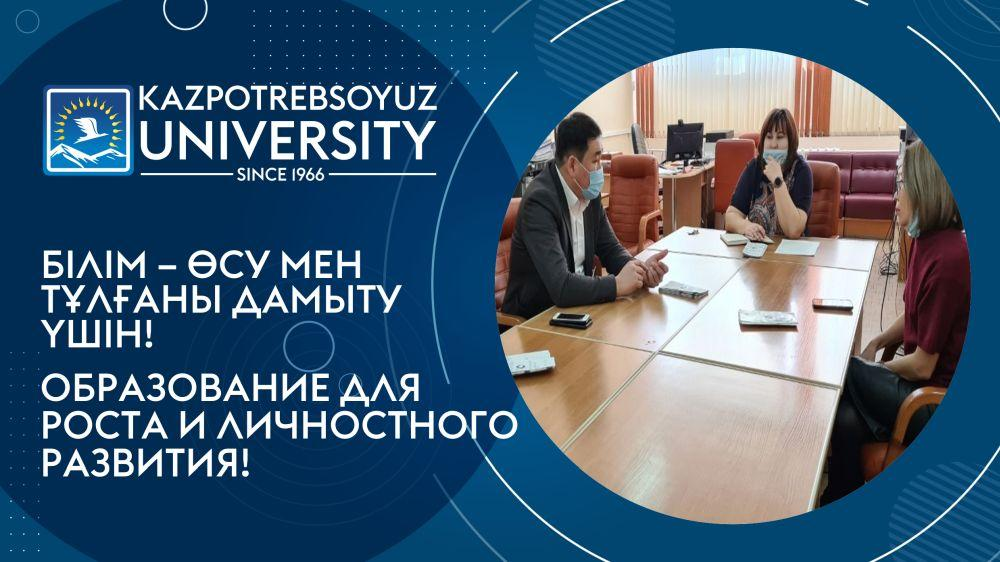 KAZPOTREBSOYUZ
UNIVERSITY
SINCE 1966
БІЛІМ – ӨСУ МЕН
ТҰЛҒАНЫ ДАМЫТУ
ҮШІН!
ОБРАЗОВАНИЕ ДЛЯ
РОСТА И ЛИЧНОСТНОГО
РАЗВИТИЯ!